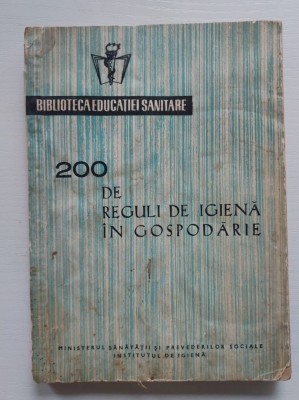 BIBLIOTECA EDUCAȚIEI SANITARE
200
DE
REGULI DE IGIENĂ
ÎN GOSPODĂRIE
MINISTERUL SĂNĂTĂȚII ȘI PREVEDERILOR SOCIALE
INSTITUTUL DE IGIENĂ